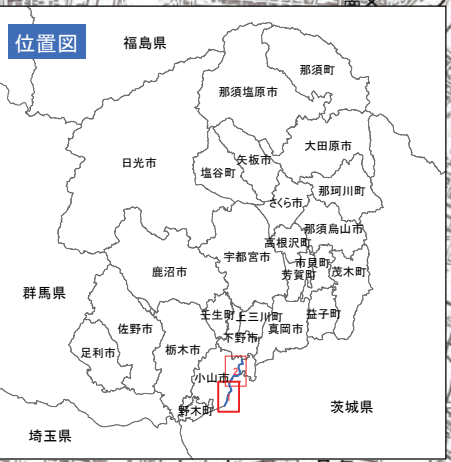 位置図
福島県
那須町
那須塩原市
大田原市
日光市
矢板市
塩谷町
那珂川町
さくら市
那須烏山市
高根沢町
宇都宮市
市貝町
茂木町
芳賀町
鹿沼市
群馬県
壬生町
上三川町
益子町
真岡市
佐野市
下野市
栃木市
足利市
小山市
2
野木町
茨城県
埼玉県